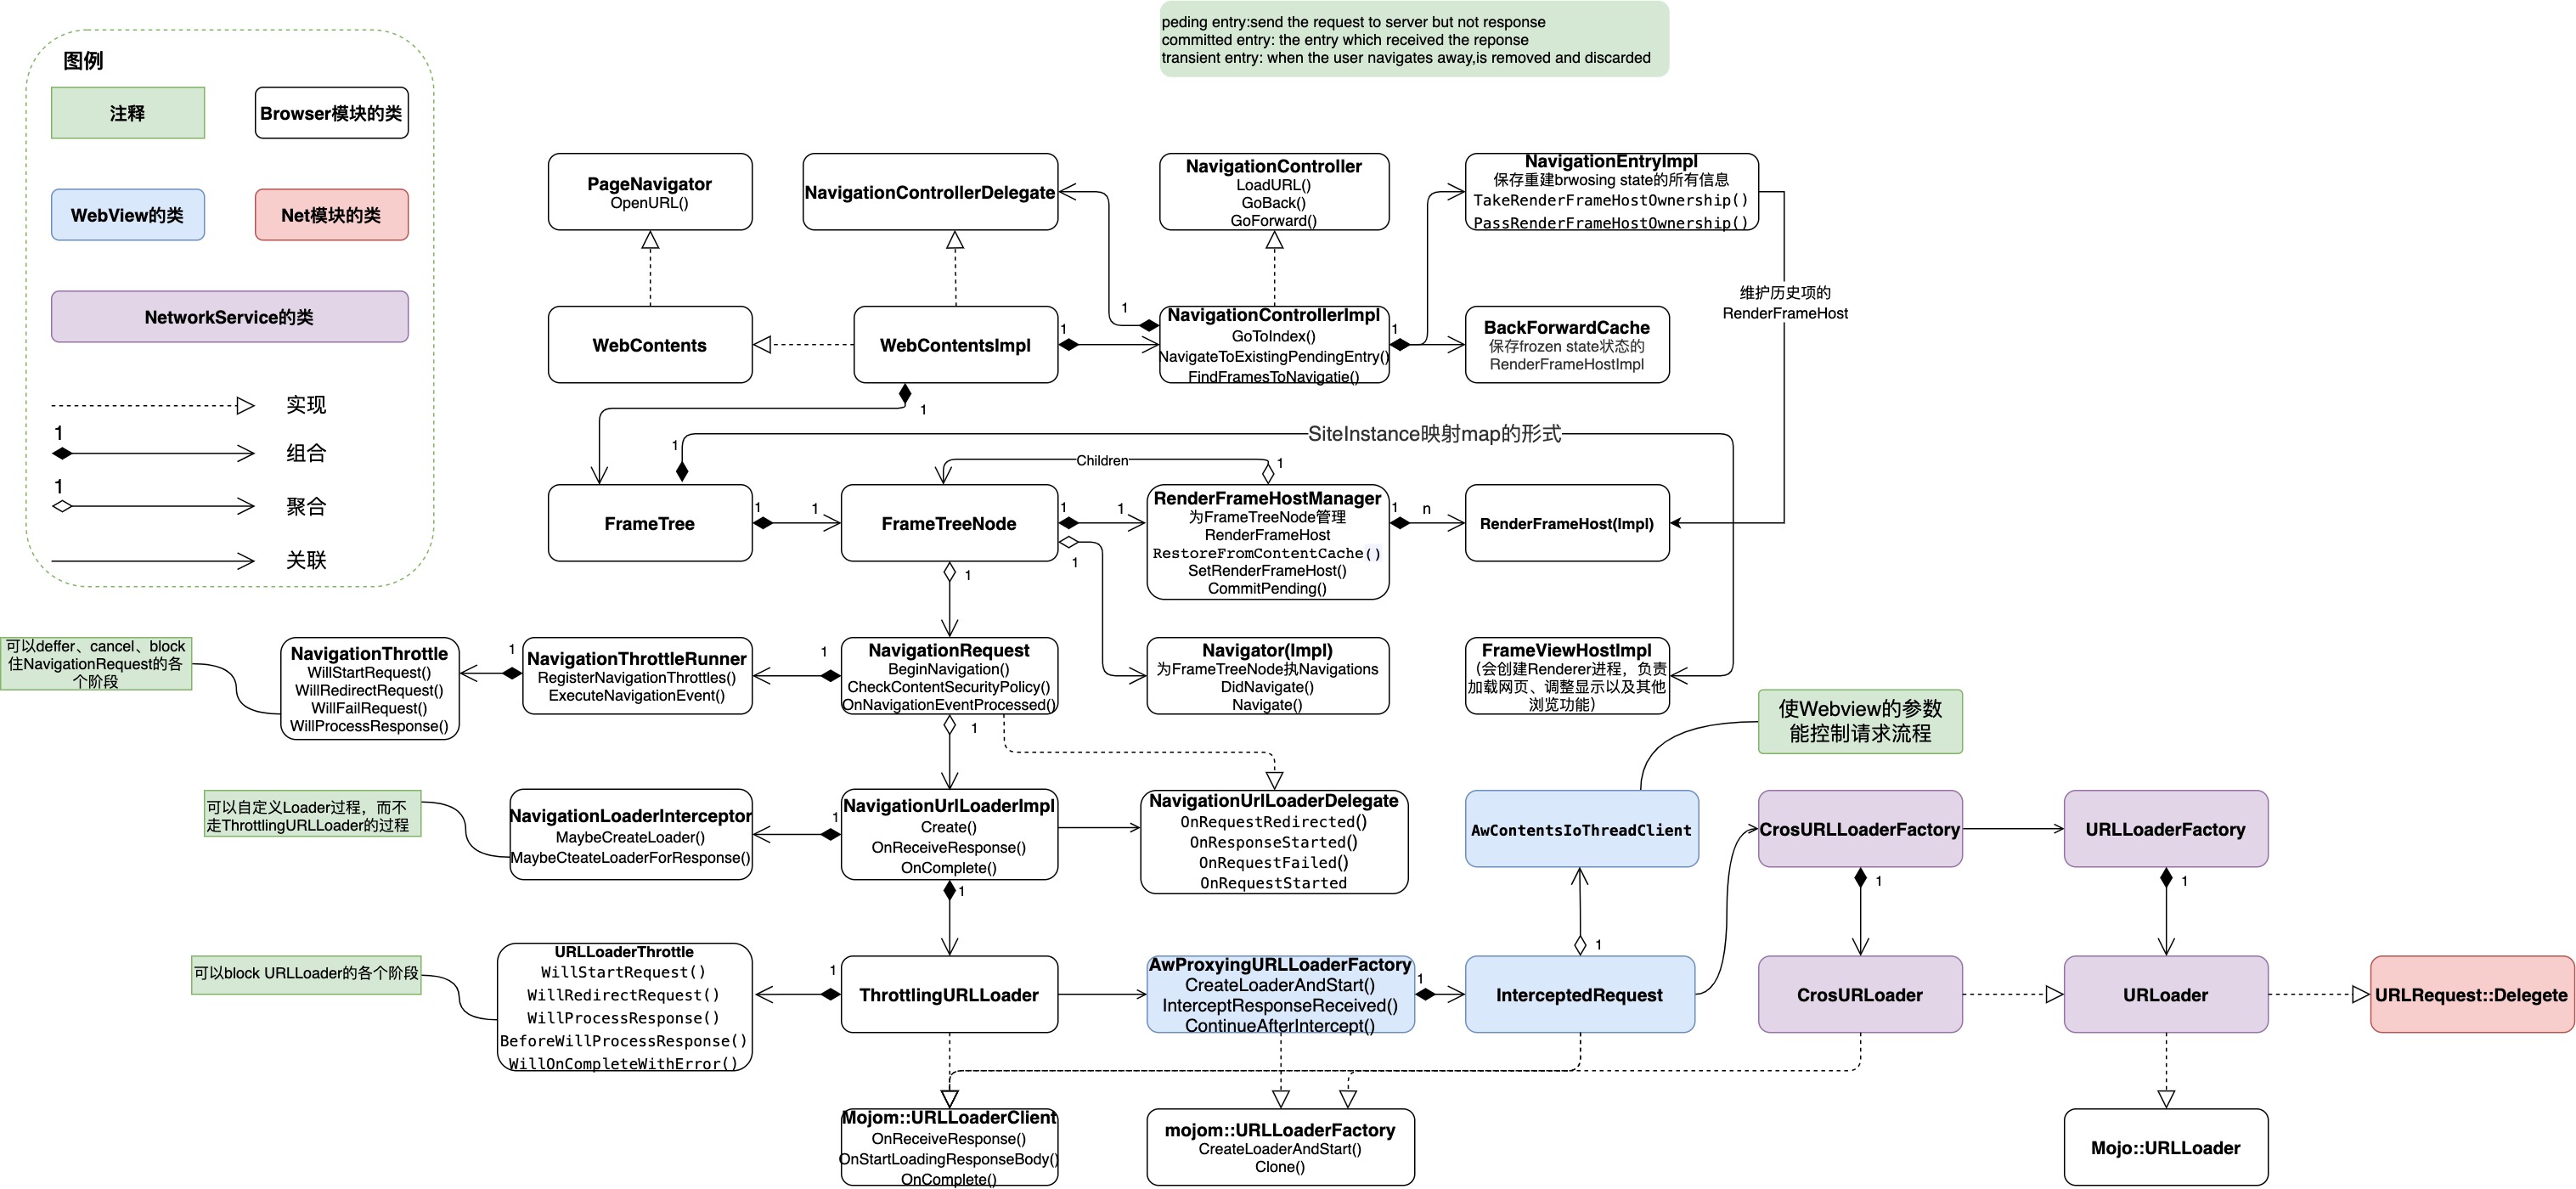 peding entry:send the request to server but not response
committed entry: the entry which received the reponse
transient entry: when the user navigates away,is removed and discarded
图例
注释
Browser模块的类
WebView的类
Net模块的类
NetworkService的类
实现
1
组合
1
聚合
关联
PageNavigator
OpenURL()
NavigationControllerDelegate
NavigationController
LoadURL()
GoBack()
GoForward()
NavigationEntryImpl
保存重建brwosing state的所有信息
TakeRenderFrameHostOwnership()
PassRenderFrameHostOwnership()
维护历史项的
RenderFrameHost
WebContents
WebContentsImpl
1
1
NavigationControllerImpl
GoToIndex()
NavigateToExistingPendingEntry()
FindFramesToNavigatie()
1
BackForwardCache
保存frozen state状态的
RenderFrameHostImpl
1
1
SiteInstance映射map的形式
Children
1
FrameTree
1
1
FrameTreeNode
1
1
1
RenderFrameHostManager
为FrameTreeNode管理
RenderFrameHost
RestoreFromContentCache()
SetRenderFrameHost()
CommitPending()
1
n
RenderFrameHost(Impl)
1
可以deffer、cancel、block
住NavigationRequest的各
个阶段
NavigationThrottle
WillStartRequest()
WillRedirectRequest()
WillFailRequest()
WillProcessResponse()
1
NavigationThrottleRunner
RegisterNavigationThrottles()
ExecuteNavigationEvent()
1
NavigationRequest
BeginNavigation()
CheckContentSecurityPolicy()
OnNavigationEventProcessed()
Navigator(Impl)
为FrameTreeNode执Navigations
DidNavigate()
Navigate()
FrameViewHostImpl
（会创建Renderer进程，负责
加载网页、调整显示以及其他
浏览功能）
使Webview的参数
能控制请求流程
1
可以自定义Loader过程，而不
走ThrottlingURLLoader的过程
NavigationLoaderInterceptor
MaybeCreateLoader()
MaybeCteateLoaderForResponse()
1
NavigationUrlLoaderImpl
Create()
OnReceiveResponse()
OnComplete()
NavigationUrlLoaderDelegate
OnRequestRedirected()
OnResponseStarted()
OnRequestFailed()
OnRequestStarted
AwContentsIoThreadClient
CrosURLLoaderFactory
URLLoaderFactory
1
1
1
1
可以block URLLoader的各个阶段
URLLoaderThrottle
WillStartRequest()
WillRedirectRequest()
WillProcessResponse()
BeforeWillProcessResponse()
WillOnCompleteWithError()
1
ThrottlingURLLoader
AwProxyingURLLoaderFactory
CreateLoaderAndStart()
InterceptResponseReceived()
ContinueAfterIntercept()
1
InterceptedRequest
CrosURLoader
URLoader
URLRequest::Delegete
Mojom::URLLoaderClient
OnReceiveResponse()
OnStartLoadingResponseBody()
OnComplete()
mojom::URLLoaderFactory
CreateLoaderAndStart()
Clone()
Mojo::URLLoader